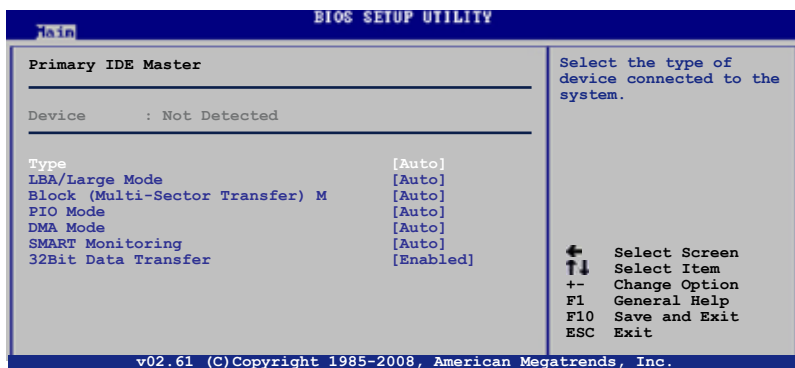 BIOS SETUP UTILITY
Main
Primary IDE Master
Device : Not Detected
Type [Auto]
LBA/Large Mode [Auto]
Block (Multi-Sector Transfer) M [Auto]
PIO Mode [Auto]
DMA Mode [Auto]
SMART Monitoring [Auto]
32Bit Data Transfer [Enabled]
Select the type of
device connected to the
system.
← Select Screen
↑↓ Select Item
+- Change Option
F1 General Help
F10 Save and Exit
ESC Exit
v02.61 (C)Copyright 1985-2008, American Megatrends, Inc.